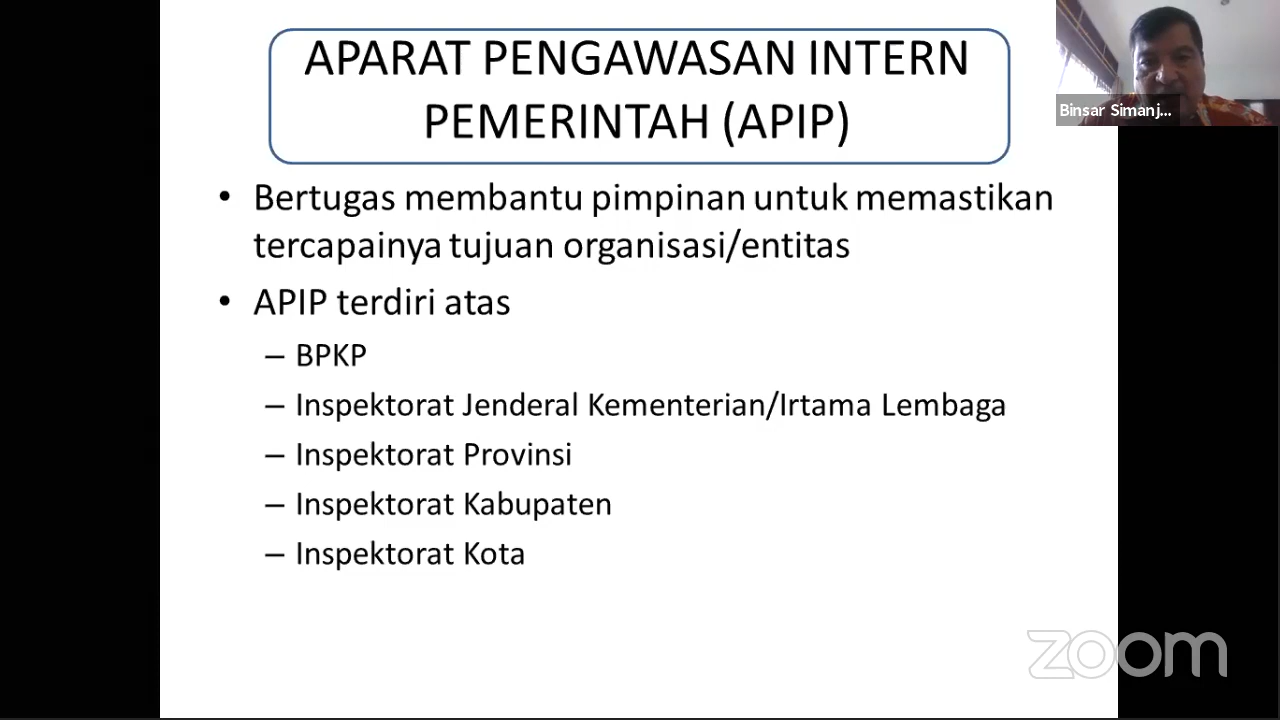 APARAT PENGAWASAN INTERN
PEMERINTAH (APIP)
Binsar Simanj...
• Bertugas membantu pimpinan untuk memastikan
tercapainya tujuan organisasi/entitas
• APIP terdiri atas
– BPKP
– Inspektorat Jenderal Kementerian/Irtama Lembaga
– Inspektorat Provinsi
– Inspektorat Kabupaten
– Inspektorat Kota
zoom